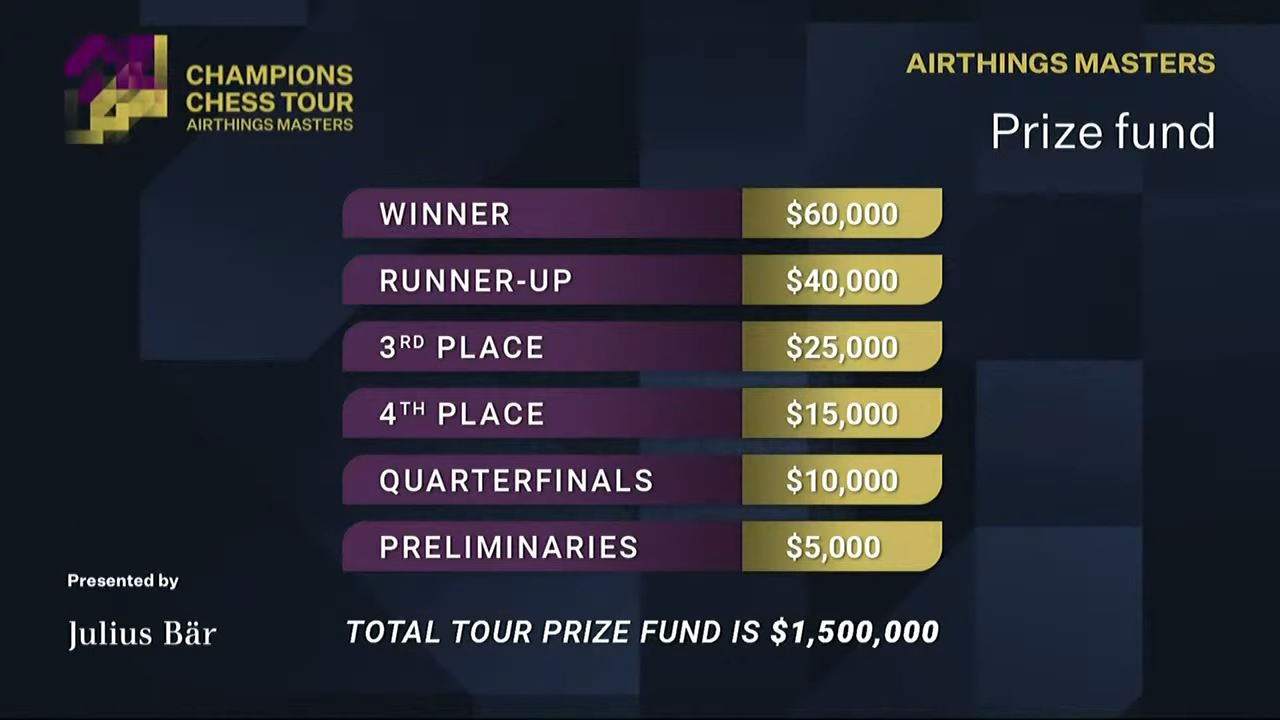 CHAMPIONS
CHESS TOUR
AIRTHINGS MASTERS
AIRTHINGS MASTERS
Prize fund
WINNER $60,000
RUNNER-UP $40,000
3RD PLACE $25,000
4TH PLACE $15,000
QUARTERFINALS $10,000
PRELIMINARIES $5,000
Presented by
Julius Bär
TOTAL TOUR PRIZE FUND IS $1,500,000